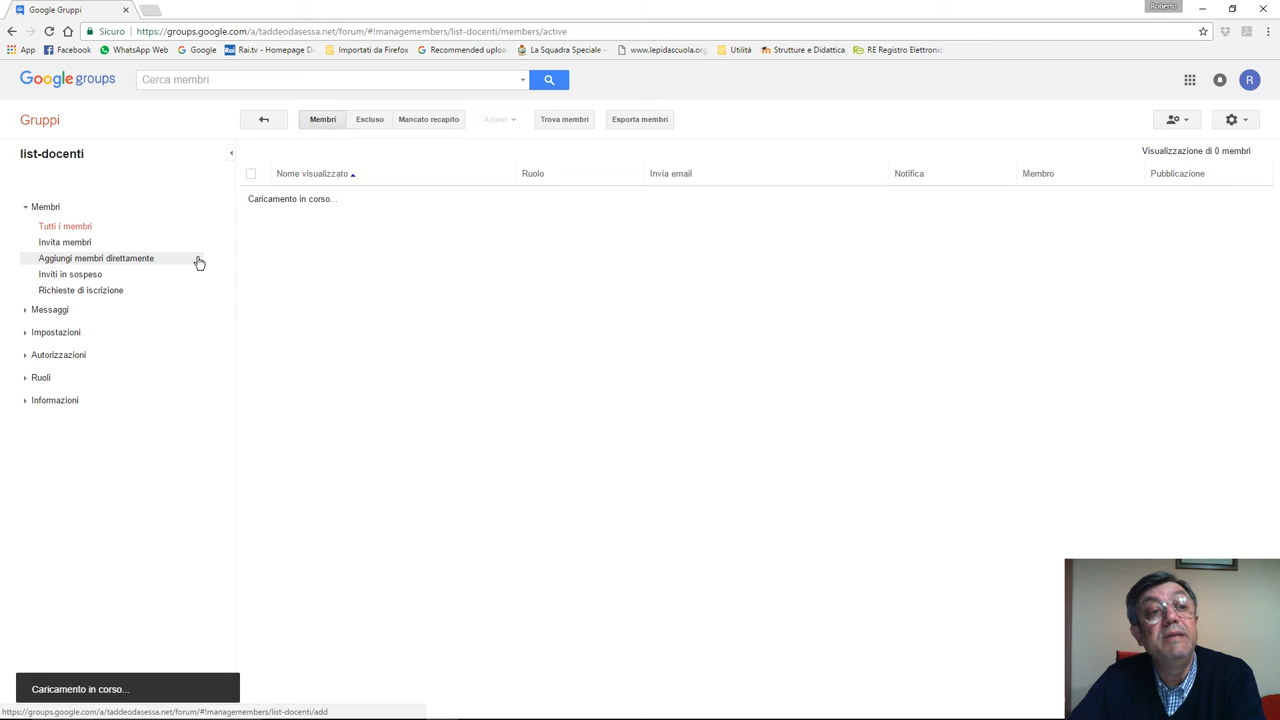 Google Gruppi
Roberto
Sicuro
https://groups.google.com/a/taddeodasessa.net/forum/#!managemembers/list-docenti/members/active
App
Facebook
WhatsApp Web
Google
Rai.tv - Homepage D
Importati da Firefox
Recommended uploa
La Squadra Speciale -
www.lepidascuola.org
Utilità
Strutture e Didattica
RE Registro Elettronic
Google groups
Cerca membri
R
Gruppi
Membri
Escluso
Mancato recapito
Azioni
Trova membri
Esporta membri
list-docenti
Visualizzazione di 0 membri
Nome visualizzato
Ruolo
Invia email
Notifica
Membro
Pubblicazione
Caricamento in corso...
Membri
Tutti i membri
Invita membri
Aggiungi membri direttamente
Inviti in sospeso
Richieste di iscrizione
Messaggi
Impostazioni
Autorizzazioni
Ruoli
Informazioni
Caricamento in corso...
https://groups.google.com/a/taddeodasessa.net/forum/#!managemembers/list-docenti/add